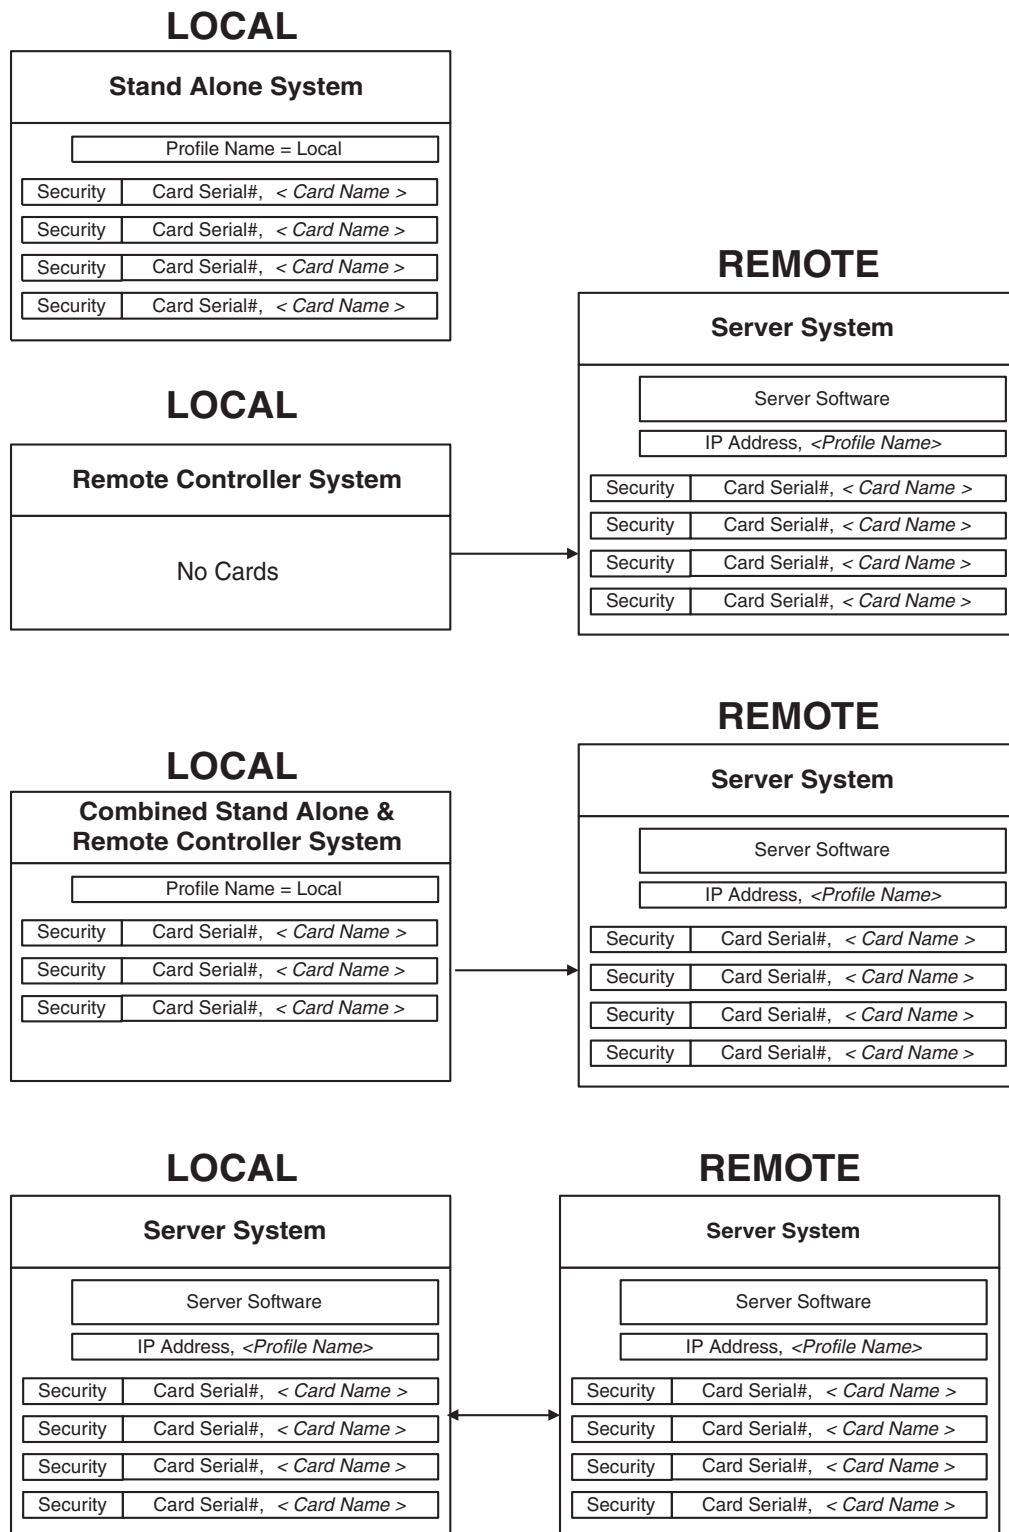 LOCAL
Stand Alone System
Profile Name = Local
Security Card Serial#, < Card Name >
Security Card Serial#, < Card Name >
Security Card Serial#, < Card Name >
Security Card Serial#, < Card Name >
LOCAL
Remote Controller System
No Cards
REMOTE
Server System
Server Software
IP Address, <Profile Name>
Security Card Serial#, < Card Name >
Security Card Serial#, < Card Name >
Security Card Serial#, < Card Name >
Security Card Serial#, < Card Name >
LOCAL
Combined Stand Alone &
Remote Controller System
Profile Name = Local
Security Card Serial#, < Card Name >
Security Card Serial#, < Card Name >
Security Card Serial#, < Card Name >
REMOTE
Server System
Server Software
IP Address, <Profile Name>
Security Card Serial#, < Card Name >
Security Card Serial#, < Card Name >
Security Card Serial#, < Card Name >
Security Card Serial#, < Card Name >
LOCAL
Server System
Server Software
IP Address, <Profile Name>
Security Card Serial#, < Card Name >
Security Card Serial#, < Card Name >
Security Card Serial#, < Card Name >
Security Card Serial#, < Card Name >
REMOTE
Server System
Server Software
IP Address, <Profile Name>
Security Card Serial#, < Card Name >
Security Card Serial#, < Card Name >
Security Card Serial#, < Card Name >
Security Card Serial#, < Card Name >